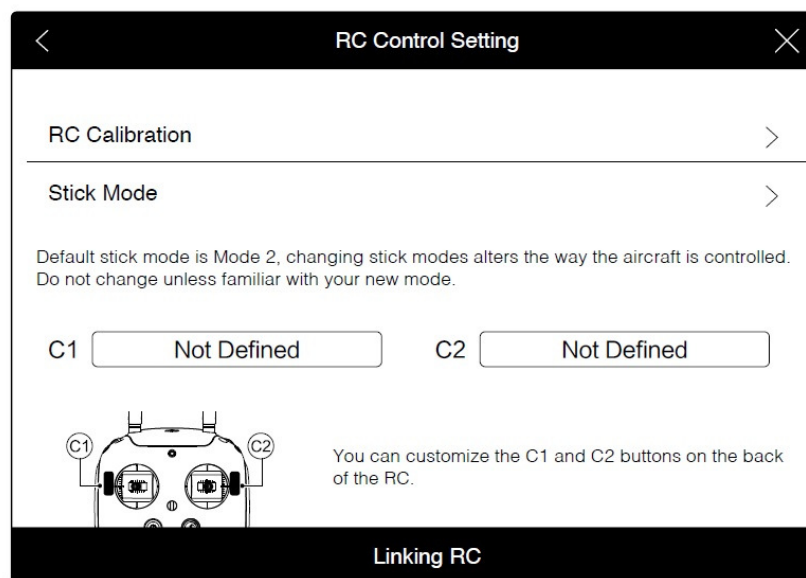 RC Control Setting
RC Calibration
Stick Mode
Default stick mode is Mode 2, changing stick modes alters the way the aircraft is controlled.
Do not change unless familiar with your new mode.
C1 Not Defined C2 Not Defined
C1 C2
You can customize the C1 and C2 buttons on the back
of the RC.
Linking RC